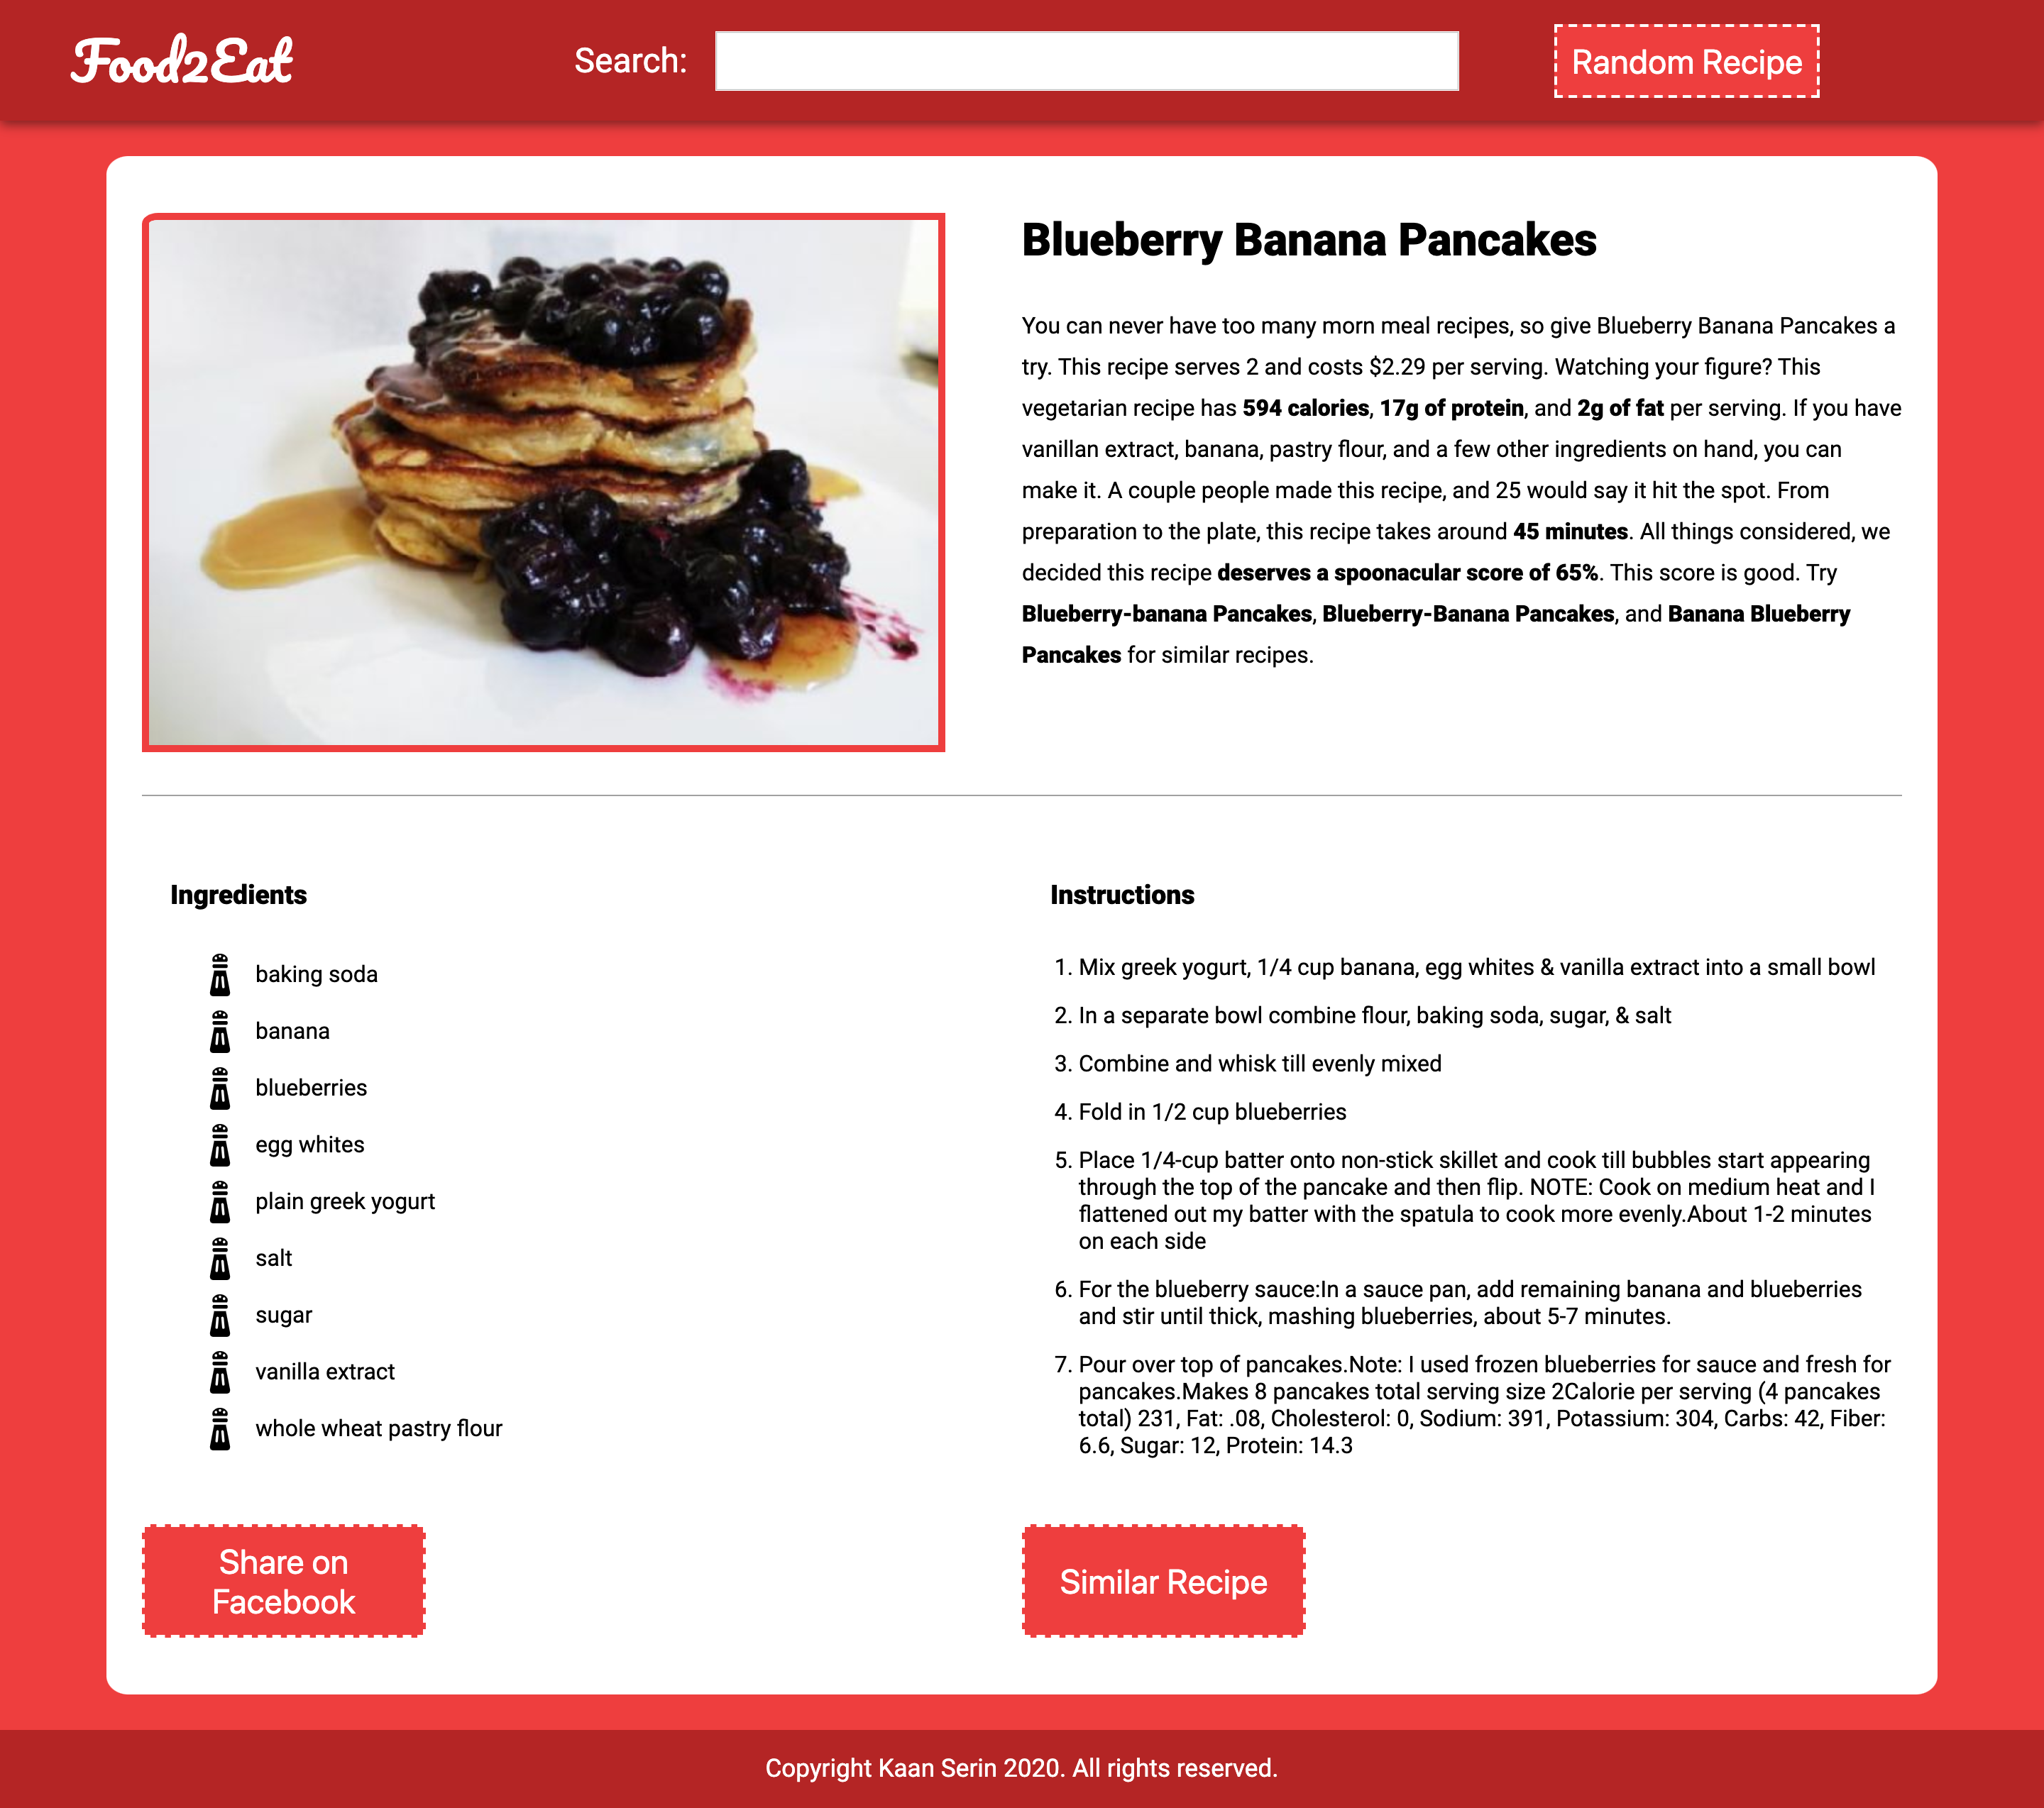 Food2Eat
Search:
Random Recipe
Blueberry Banana Pancakes
You can never have too many morn meal recipes, so give Blueberry Banana Pancakes a
try. This recipe serves 2 and costs $2.29 per serving. Watching your figure? This
vegetarian recipe has 594 calories, 17g of protein, and 2g of fat per serving. If you have
vanillan extract, banana, pastry flour, and a few other ingredients on hand, you can
make it. A couple people made this recipe, and 25 would say it hit the spot. From
preparation to the plate, this recipe takes around 45 minutes. All things considered, we
decided this recipe deserves a spoonacular score of 65%. This score is good. Try
Blueberry-banana Pancakes, Blueberry-Banana Pancakes, and Banana Blueberry
Pancakes for similar recipes.
Ingredients
baking soda
banana
blueberries
egg whites
plain greek yogurt
salt
sugar
vanilla extract
whole wheat pastry flour
Instructions
1. Mix greek yogurt, 1/4 cup banana, egg whites & vanilla extract into a small bowl
2. In a separate bowl combine flour, baking soda, sugar, & salt
3. Combine and whisk till evenly mixed
4. Fold in 1/2 cup blueberries
5. Place 1/4-cup batter onto non-stick skillet and cook till bubbles start appearing
through the top of the pancake and then flip. NOTE: Cook on medium heat and I
flattened out my batter with the spatula to cook more evenly.About 1-2 minutes
on each side
6. For the blueberry sauce:In a sauce pan, add remaining banana and blueberries
and stir until thick, mashing blueberries, about 5-7 minutes.
7. Pour over top of pancakes.Note: I used frozen blueberries for sauce and fresh for
pancakes.Makes 8 pancakes total serving size 2Calorie per serving (4 pancakes
total) 231, Fat: .08, Cholesterol: 0, Sodium: 391, Potassium: 304, Carbs: 42, Fiber:
6.6, Sugar: 12, Protein: 14.3
Share on
Facebook
Similar Recipe
Copyright Kaan Serin 2020. All rights reserved.